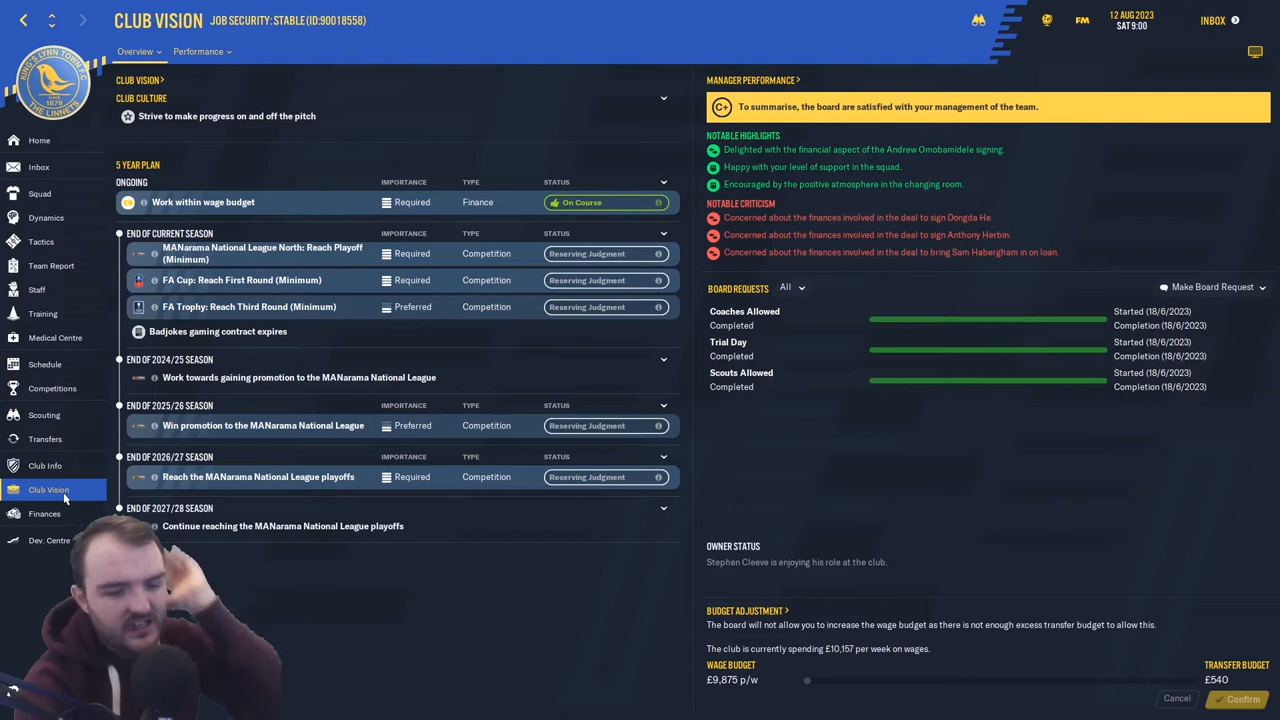 CLUB VISION JOB SECURITY: STABLE (ID:90018558)
FM
12 AUG 2023
SAT 9:00
INBOX
KING'S LYNN TOWN F.C
SINCE
1879
THE LINNETS
Overview
Performance
Home
Inbox
Squad
Dynamics
Tactics
Team Report
Staff
Training
Medical Centre
Schedule
Competitions
Scouting
Transfers
Club Info
Club Vision
Finances
Dev. Centre
CLUB VISION >
CLUB CULTURE
Strive to make progress on and off the pitch
5 YEAR PLAN
ONGOING IMPORTANCE TYPE STATUS
Work within wage budget Required Finance On Course
END OF CURRENT SEASON IMPORTANCE TYPE STATUS
MANarama National League North: Reach Playoff
(Minimum) Required Competition Reserving Judgment
FA Cup: Reach First Round (Minimum) Required Competition Reserving Judgment
FA Trophy: Reach Third Round (Minimum) Preferred Competition Reserving Judgment
Badjokes gaming contract expires
END OF 2024/25 SEASON
Work towards gaining promotion to the MANarama National League
END OF 2025/26 SEASON IMPORTANCE TYPE STATUS
Win promotion to the MANarama National League Preferred Competition Reserving Judgment
END OF 2026/27 SEASON IMPORTANCE TYPE STATUS
Reach the MANarama National League playoffs Required Competition Reserving Judgment
END OF 2027/28 SEASON
Continue reaching the MANarama National League playoffs
MANAGER PERFORMANCE >
C+ To summarise, the board are satisfied with your management of the team.
NOTABLE HIGHLIGHTS
Delighted with the financial aspect of the Andrew Omobamidele signing.
Happy with your level of support in the squad.
Encouraged by the positive atmosphere in the changing room.
NOTABLE CRITICISM
Concerned about the finances involved in the deal to sign Dongda He.
Concerned about the finances involved in the deal to sign Anthony Herbin.
Concerned about the finances involved in the deal to bring Sam Habergham in on loan.
BOARD REQUESTS All Make Board Request
Coaches Allowed Started (18/6/2023)
Completed Completion (18/6/2023)
Trial Day Started (18/6/2023)
Completed Completion (18/6/2023)
Scouts Allowed Started (18/6/2023)
Completed Completion (18/6/2023)
OWNER STATUS
Stephen Cleeve is enjoying his role at the club.
BUDGET ADJUSTMENT >
The board will not allow you to increase the wage budget as there is not enough excess transfer budget to allow this.
The club is currently spending £10,157 per week on wages.
WAGE BUDGET TRANSFER BUDGET
£9,875 p/w £540
Cancel Confirm